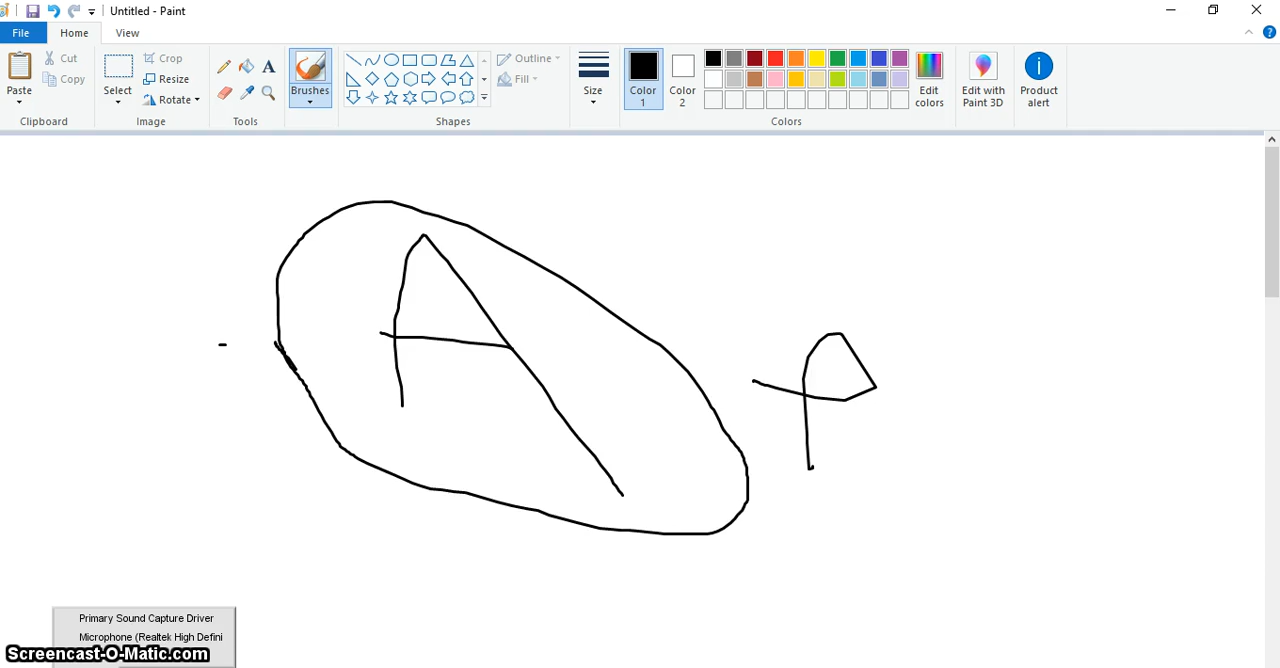 Untitled - Paint
File Home View
Paste Cut Copy Select Crop Resize Rotate A Brushes Outline Fill Size Color 1 Color 2 Edit colors Edit with Paint 3D Product alert
Clipboard Image Tools Shapes Colors
A P
Primary Sound Capture Driver
Microphone (Realtek High Defini
Screencast-O-Matic.com